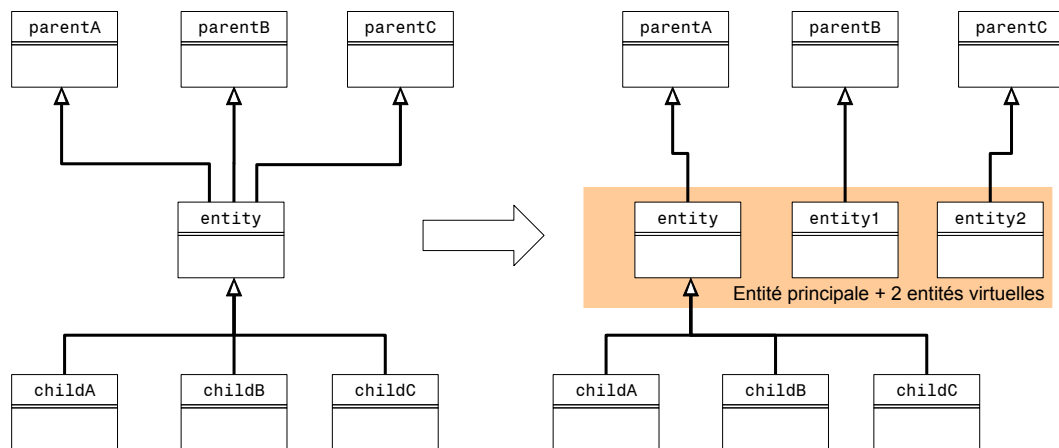 parentA
parentB
parentC
entity
childA
childB
childC
parentA
parentB
parentC
entity
entity1
entity2
Entité principale + 2 entités virtuelles
childA
childB
childC